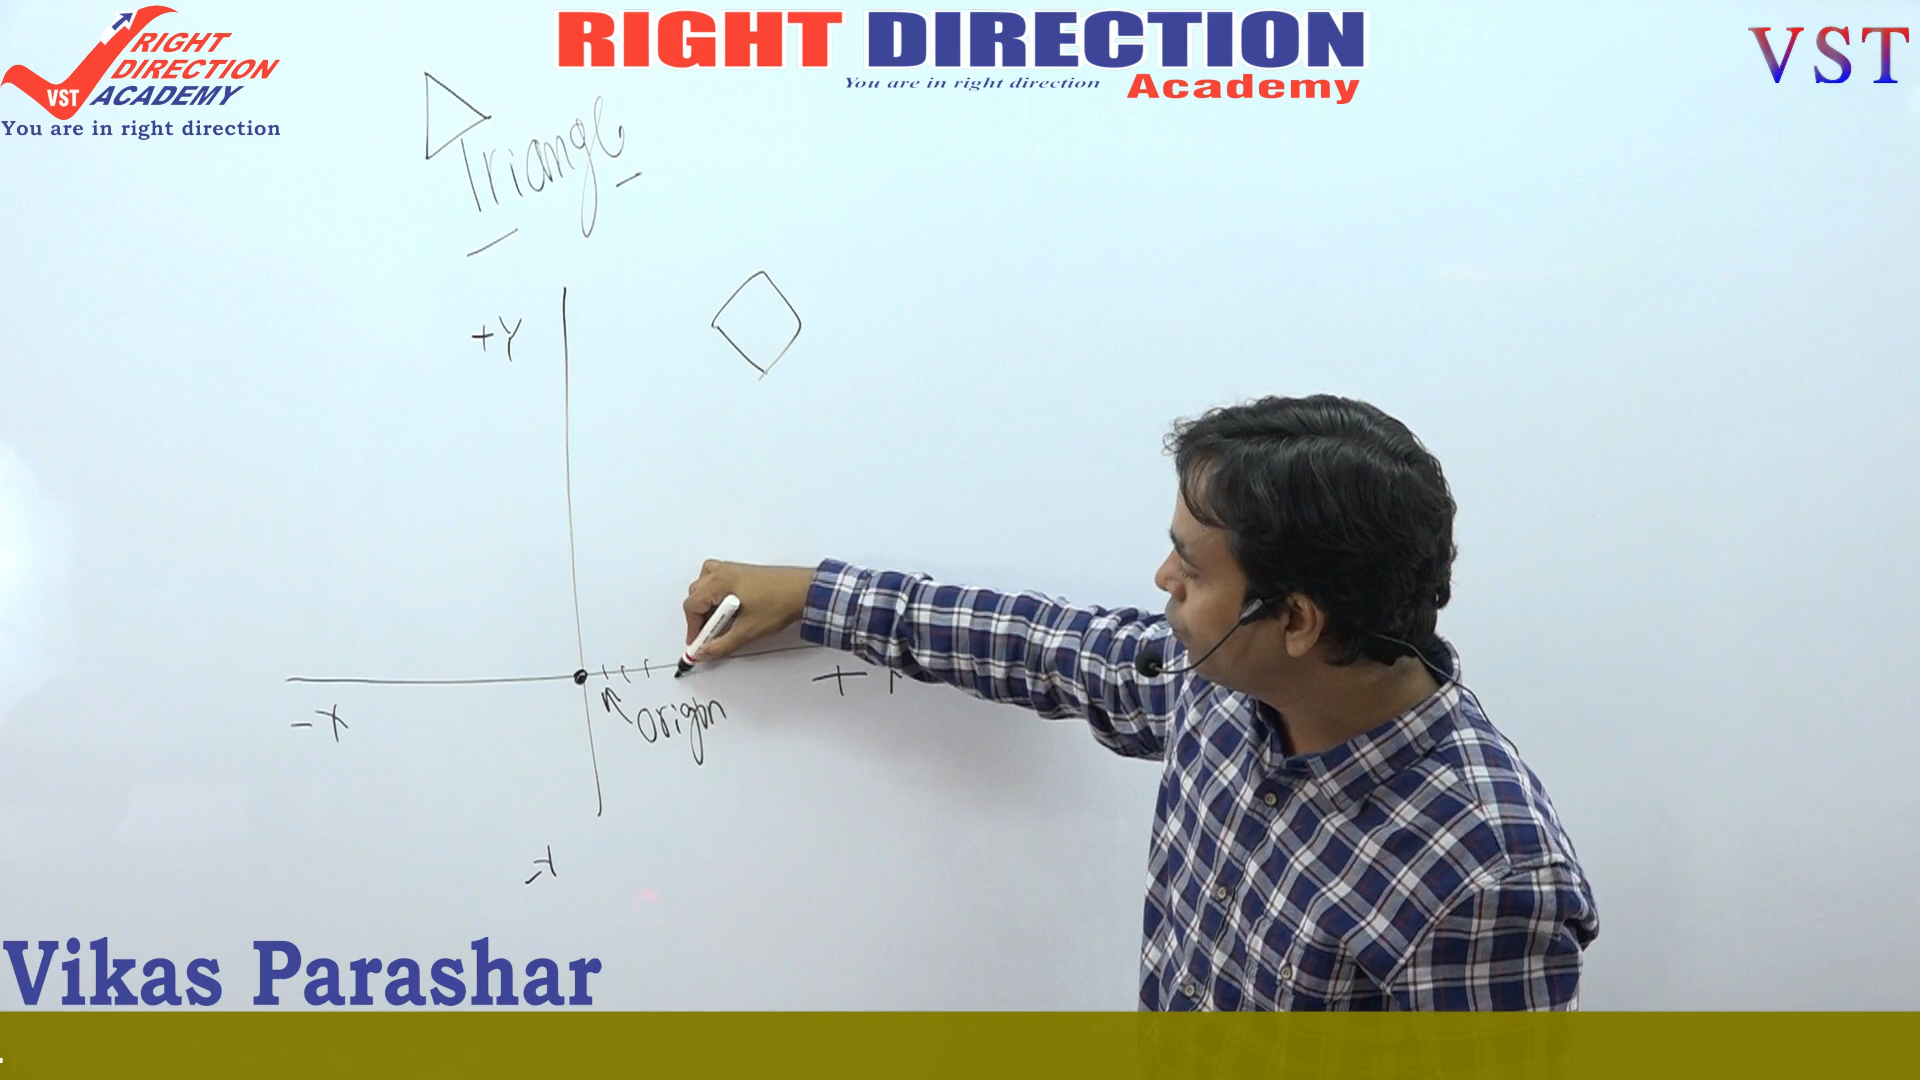 RIGHT
DIRECTION
VST ACADEMY
You are in right direction
RIGHT DIRECTION
You are in right direction Academy
VST
Triangle
+Y
-X
Origin
+
-Y
Vikas Parashar